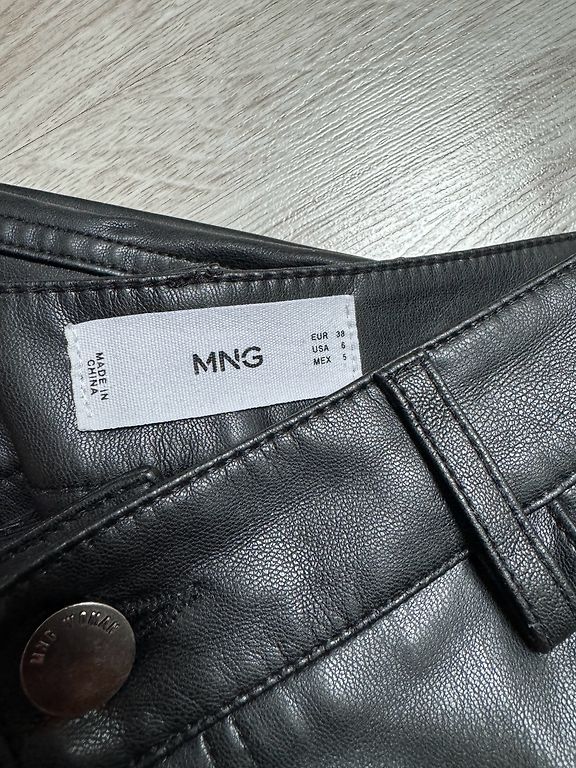 MADE IN
CHINA
MNG
EUR 38
USA 6
MEX 5
MNG WOMAN